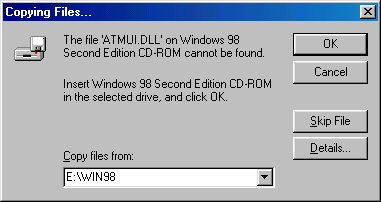 Copying Files...
The file 'ATMUI.DLL' on Windows 98
Second Edition CD-ROM cannot be found.
Insert Windows 98 Second Edition CD-ROM
in the selected drive, and click OK.
Copy files from:
E:\WIN98
OK
Cancel
Skip File
Details...